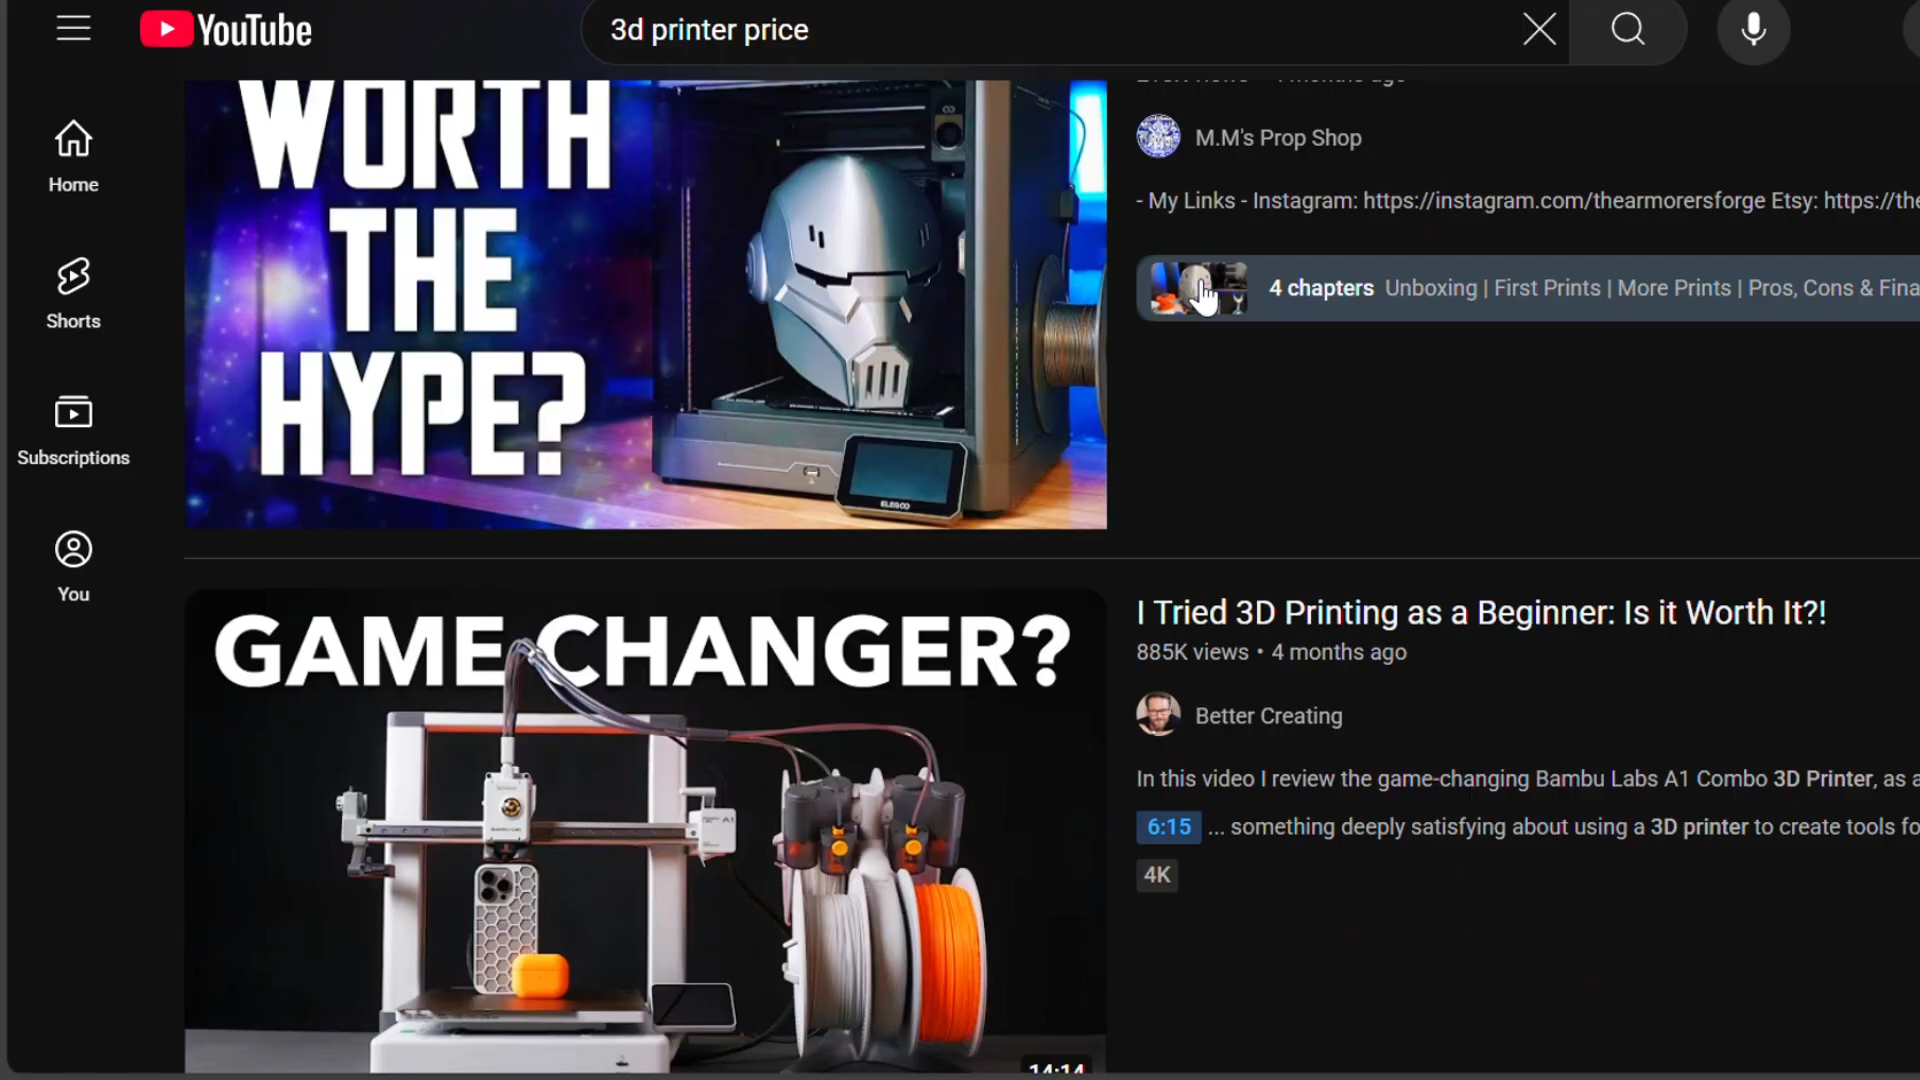 YouTube
3d printer price
WORTH
THE
HYPE?
ELEGOO
M.M's Prop Shop
- My Links - Instagram: https://instagram.com/thearmorersforge Etsy: https://the
4 chapters Unboxing | First Prints | More Prints | Pros, Cons & Fina
Home
Shorts
Subscriptions
You
GAME CHANGER?
A1
14:14
I Tried 3D Printing as a Beginner: Is it Worth It?!
885K views • 4 months ago
Better Creating
In this video I review the game-changing Bambu Labs A1 Combo 3D Printer, as a
6:15 ... something deeply satisfying about using a 3D printer to create tools fo
4K